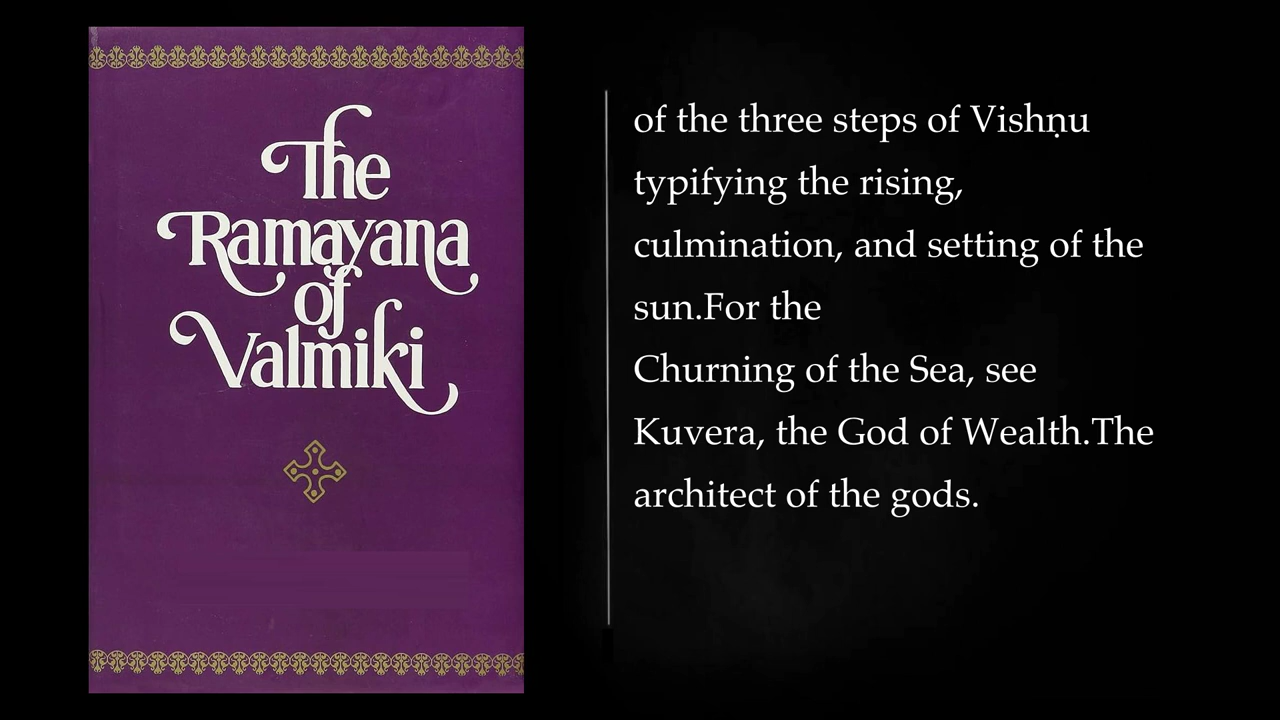 The
Ramayana
of
Valmiki
of the three steps of Vishṇu
typifying the rising,
culmination, and setting of the
sun.For the
Churning of the Sea, see
Kuvera, the God of Wealth.The
architect of the gods.